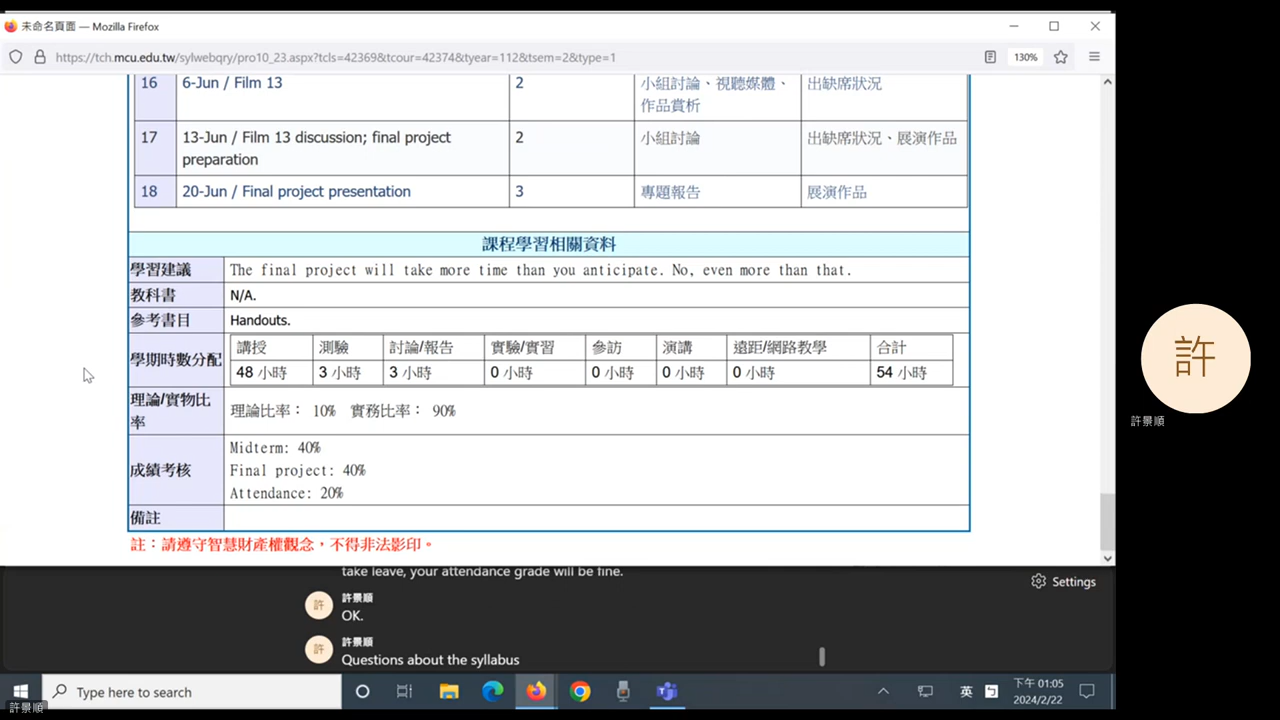 未命名頁面 — Mozilla Firefox
https://tch.mcu.edu.tw/sylwebqry/pro10_23.aspx?tcls=42369&tcour=42374&tyear=112&tsem=2&type=1
130%
16 6-Jun / Film 13 2 小組討論、視聽媒體、 出缺席狀況
作品賞析
17 13-Jun / Film 13 discussion; final project 2 小組討論 出缺席狀況、展演作品
preparation
18 20-Jun / Final project presentation 3 專題報告 展演作品
課程學習相關資料
學習建議 The final project will take more time than you anticipate. No, even more than that.
教科書 N/A.
參考書目 Handouts.
學期時數分配 講授 測驗 討論/報告 實驗/實習 參訪 演講 遠距/網路教學 合計
48 小時 3 小時 3 小時 0 小時 0 小時 0 小時 0 小時 54 小時
理論/實物比
率
理論比率： 10% 實務比率： 90%
成績考核
Midterm: 40%
Final project: 40%
Attendance: 20%
備註
註：請遵守智慧財產權觀念，不得非法影印。
take leave, your attendance grade will be fine.
Settings
許
許景順
OK.
許
許景順
Questions about the syllabus
許
許景順
Type here to search
英
下午 01:05
2024/2/22
許景順